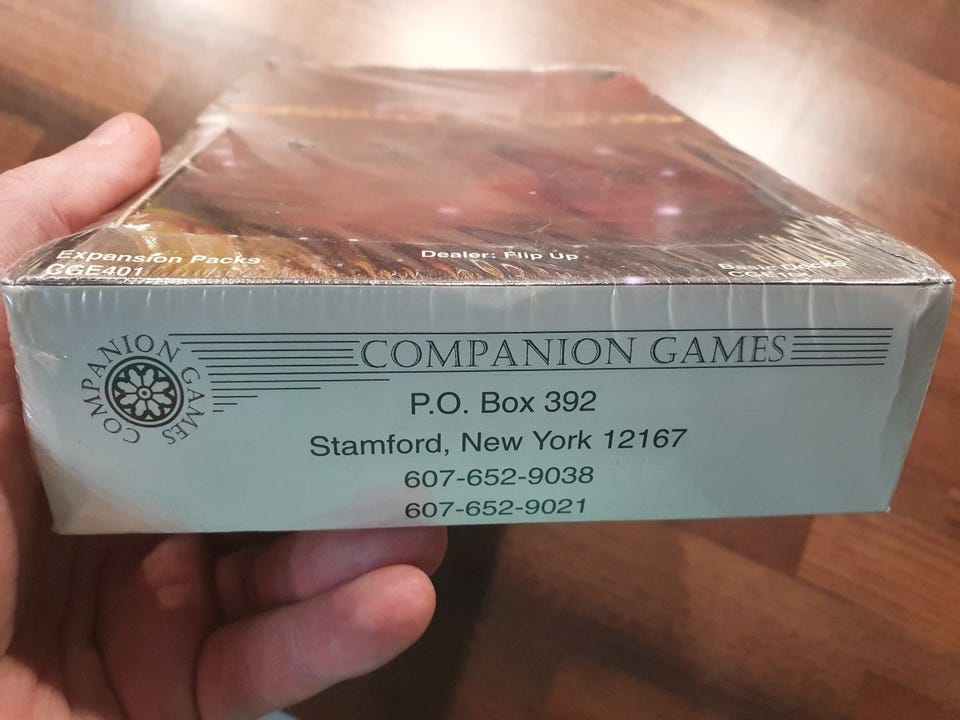 Expansion Packs
CGE401
Dealer: Flip Up
COMPANION GAMES
COMPANION GAMES
P.O. Box 392
Stamford, New York 12167
607-652-9038
607-652-9021